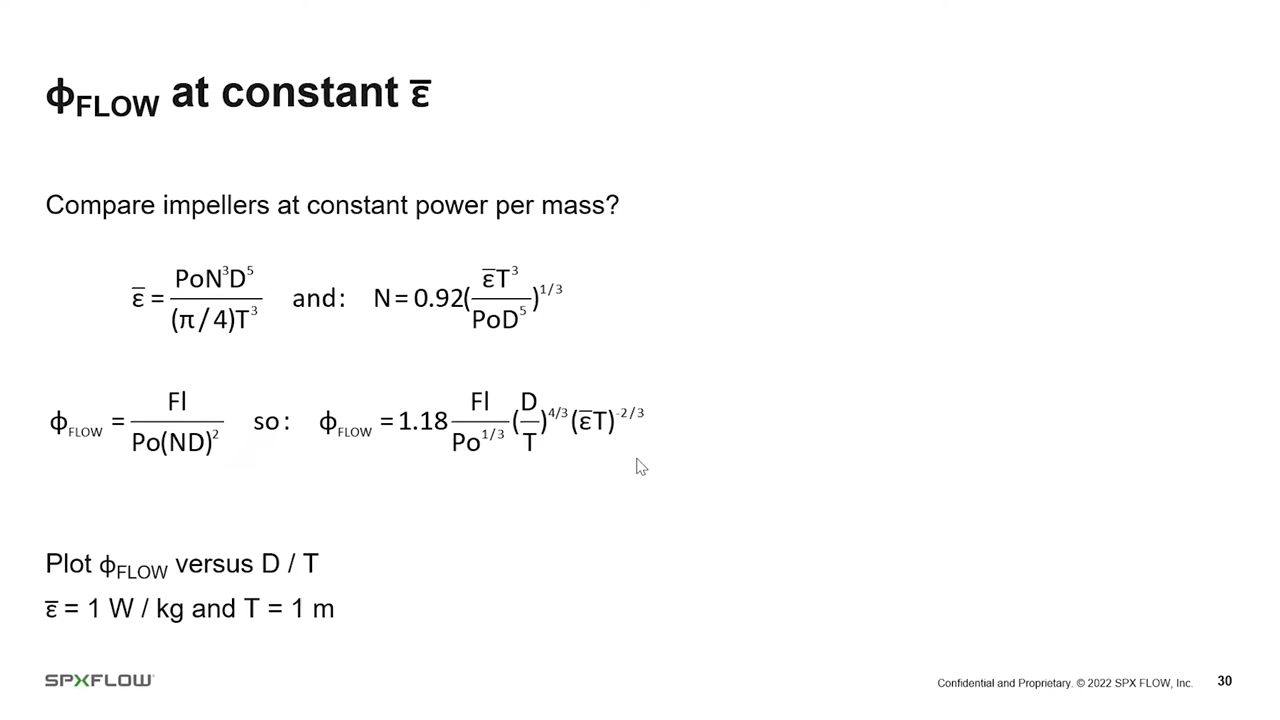 ϕFLOW at constant ε̅
Compare impellers at constant power per mass?
ε̅ = PoN³D⁵ / (π / 4)T³ and: N = 0.92(ε̅T³ / PoD⁵)^1/3
ϕFLOW = Fl / Po(ND)² so: ϕFLOW = 1.18 Fl / Po^1/3 (D / T)^4/3 (ε̅T)^-2/3
Plot ϕFLOW versus D / T
ε̅ = 1 W / kg and T = 1 m
SPXFLOW
Confidential and Proprietary. © 2022 SPX FLOW, Inc. 30